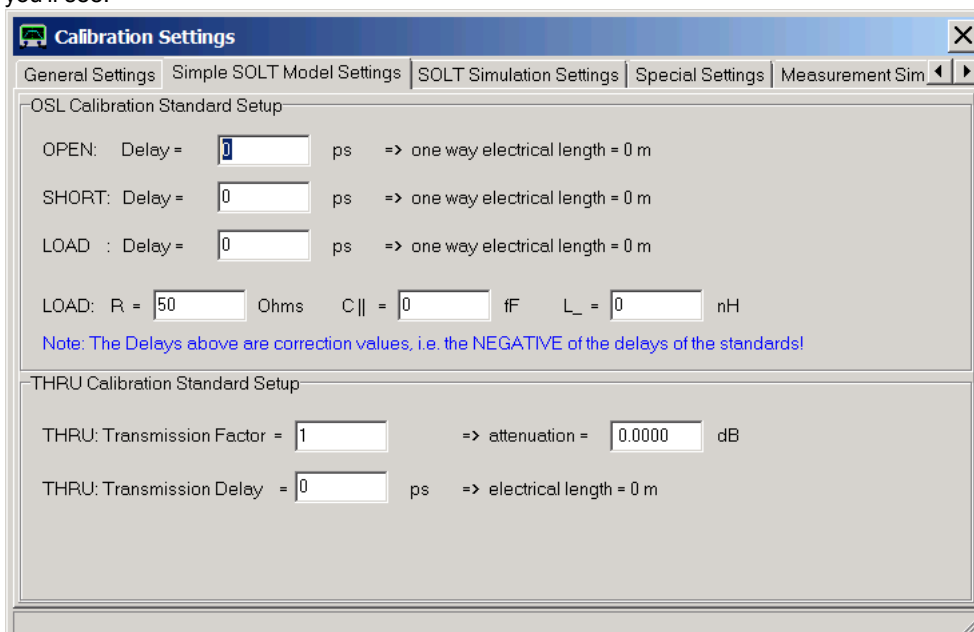 Calibration Settings
General Settings Simple SOLT Model Settings SOLT Simulation Settings Special Settings Measurement Sim
OSL Calibration Standard Setup
OPEN: Delay = 0 ps => one way electrical length = 0 m
SHORT: Delay = 0 ps => one way electrical length = 0 m
LOAD : Delay = 0 ps => one way electrical length = 0 m
LOAD: R = 50 Ohms C|| = 0 fF L_ = 0 nH
Note: The Delays above are correction values, i.e. the NEGATIVE of the delays of the standards!
THRU Calibration Standard Setup
THRU: Transmission Factor = 1 => attenuation = 0.0000 dB
THRU: Transmission Delay = 0 ps => electrical length = 0 m